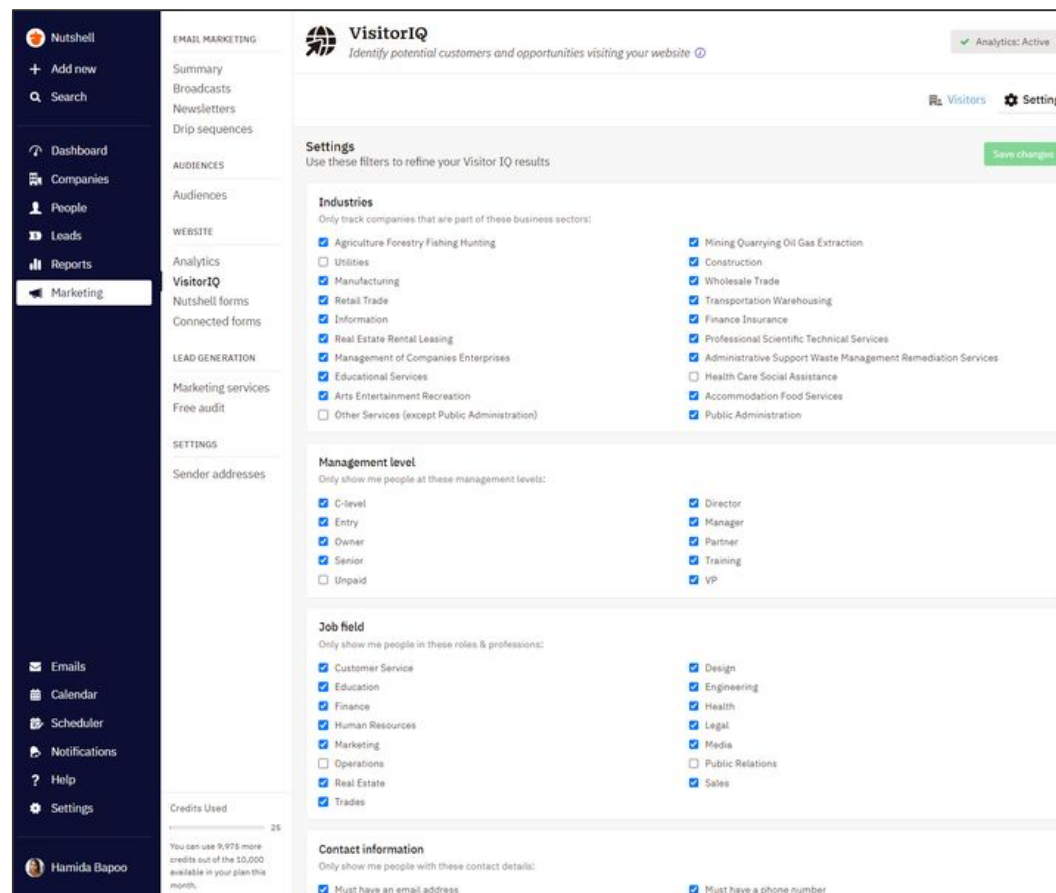 Nutshell
Add new
Search
Dashboard
Companies
People
Leads
Reports
Marketing
Emails
Calendar
Scheduler
Notifications
? Help
Settings
Hamida Bapoo
EMAIL MARKETING
Summary
Broadcasts
Newsletters
Drip sequences
AUDIENCES
Audiences
WEBSITE
Analytics
VisitorIQ
Nutshell forms
Connected forms
LEAD GENERATION
Marketing services
Free audit
SETTINGS
Sender addresses
Credits Used
25
You can use 9,975 more
credits out of the 10,000
available in your plan this
month.
VisitorIQ
Identify potential customers and opportunities visiting your website
Analytics: Active
Visitors
Setting
Settings
Use these filters to refine your Visitor IQ results
Save changes
Industries
Only track companies that are part of these business sectors:
Agriculture Forestry Fishing Hunting
Mining Quarrying Oil Gas Extraction
Utilities
Construction
Manufacturing
Wholesale Trade
Retail Trade
Transportation Warehousing
Information
Finance Insurance
Real Estate Rental Leasing
Professional Scientific Technical Services
Management of Companies Enterprises
Administrative Support Waste Management Remediation Services
Educational Services
Health Care Social Assistance
Arts Entertainment Recreation
Accommodation Food Services
Other Services (except Public Administration)
Public Administration
Management level
Only show me people at these management levels:
C-level
Director
Entry
Manager
Owner
Partner
Senior
Training
Unpaid
VP
Job field
Only show me people in these roles & professions:
Customer Service
Design
Education
Engineering
Finance
Health
Human Resources
Legal
Marketing
Media
Operations
Public Relations
Real Estate
Sales
Trades
Contact information
Only show me people with these contact details:
Must have an email address
Must have a phone number